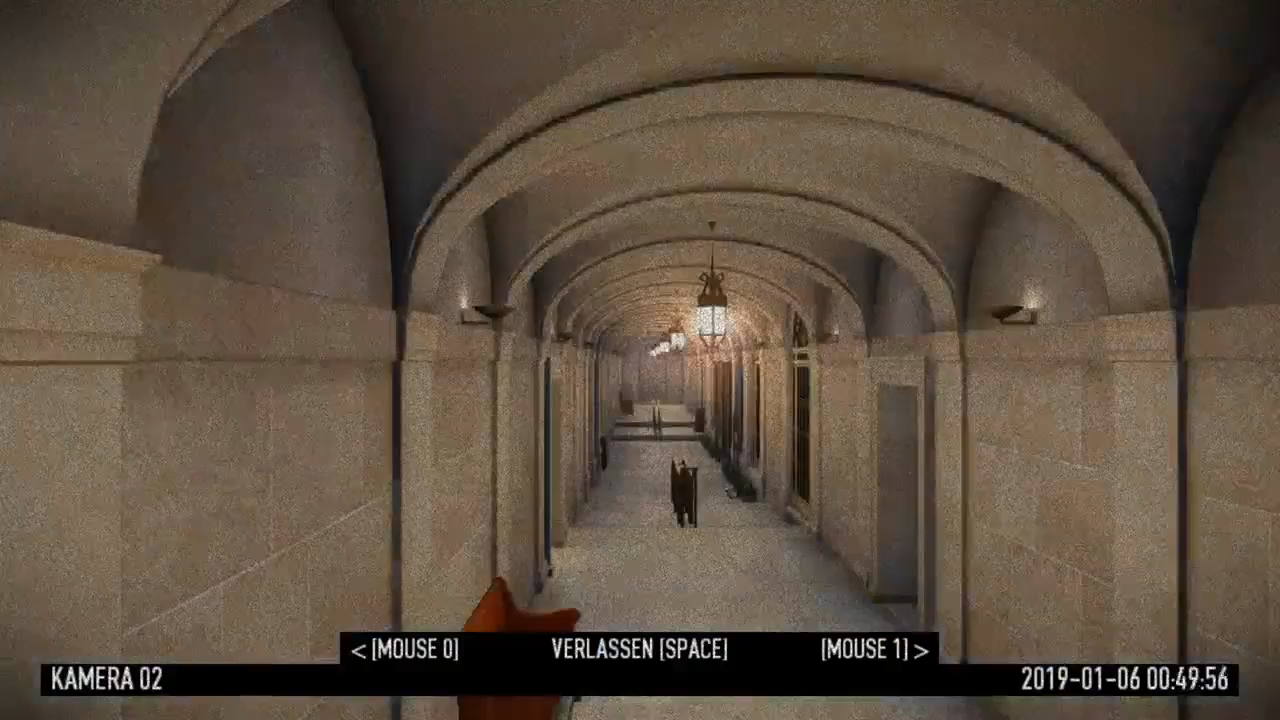 < [MOUSE 0] VERLASSEN [SPACE] [MOUSE 1] >
KAMERA 02 2019-01-06 00:49:56